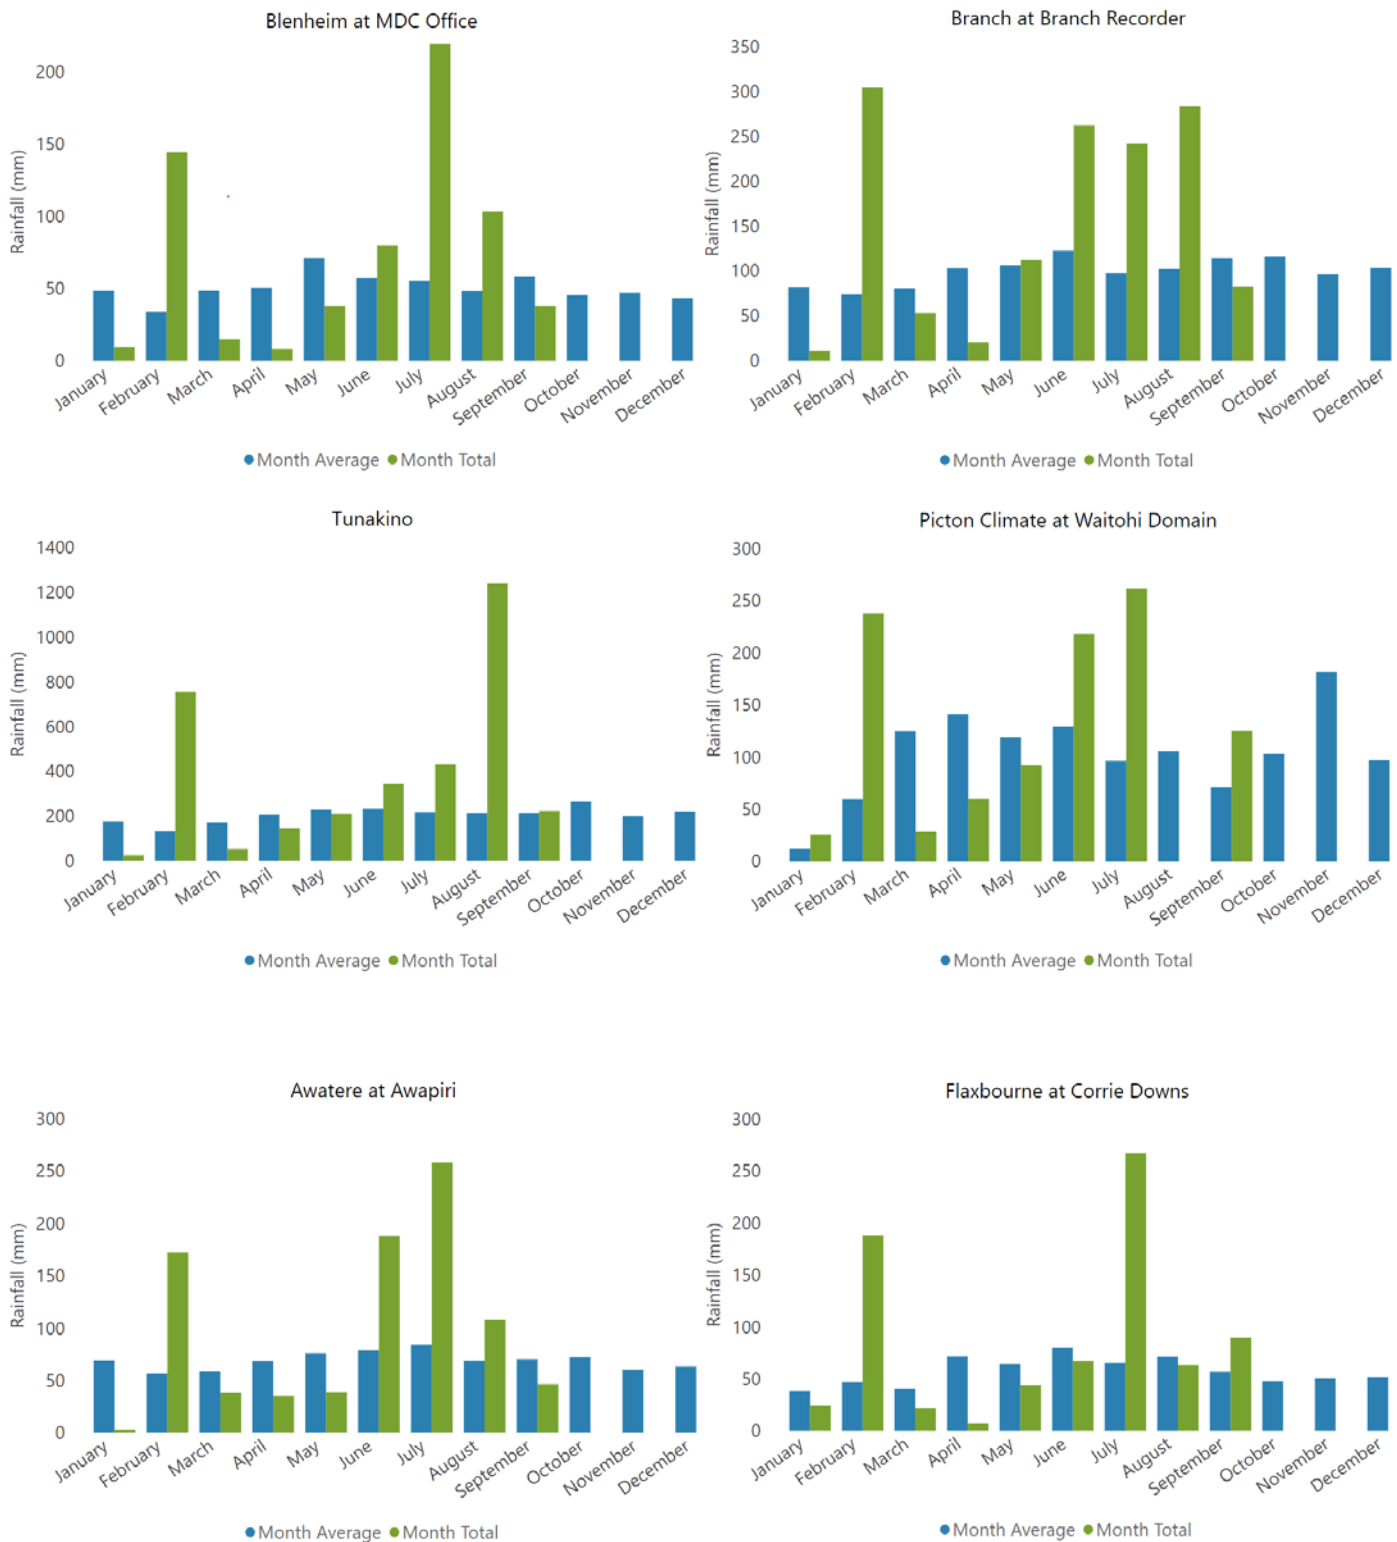 Blenheim at MDC Office
Rainfall (mm)
200
150
100
50
0
January
February
March
April
May
June
July
August
September
October
November
December
Month Average
Month Total
Branch at Branch Recorder
Rainfall (mm)
350
300
250
200
150
100
50
0
January
February
March
April
May
June
July
August
September
October
November
December
Month Average
Month Total
Tunakino
Rainfall (mm)
1400
1200
1000
800
600
400
200
0
January
February
March
April
May
June
July
August
September
October
November
December
Month Average
Month Total
Picton Climate at Waitohi Domain
Rainfall (mm)
300
250
200
150
100
50
0
January
February
March
April
May
June
July
August
September
October
November
December
Month Average
Month Total
Awatere at Awapiri
Rainfall (mm)
300
250
200
150
100
50
0
January
February
March
April
May
June
July
August
September
October
November
December
Month Average
Month Total
Flaxbourne at Corrie Downs
Rainfall (mm)
300
250
200
150
100
50
0
January
February
March
April
May
June
July
August
September
October
November
December
Month Average
Month Total